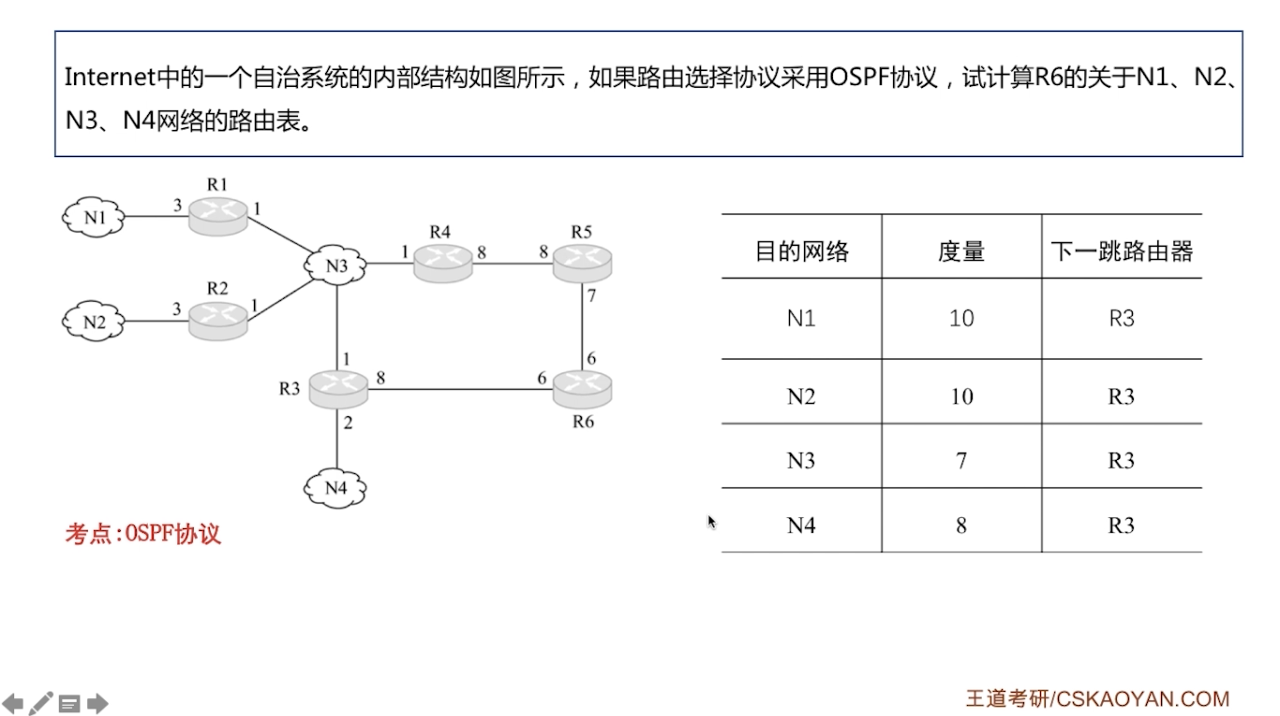 Internet中的一个自治系统的内部结构如图所示，如果路由选择协议采用OSPF协议，试计算R6的关于N1、N2、
N3、N4网络的路由表。
R1
N1 3 1
R4 R5
N3 1 8 8
R2 7
N2 3 1
1 6
R3 8 6
2 R6
N4
目的网络 度量 下一跳路由器
N1 10 R3
N2 10 R3
N3 7 R3
N4 8 R3
考点:OSPF协议
王道考研/CSKAOYAN.COM